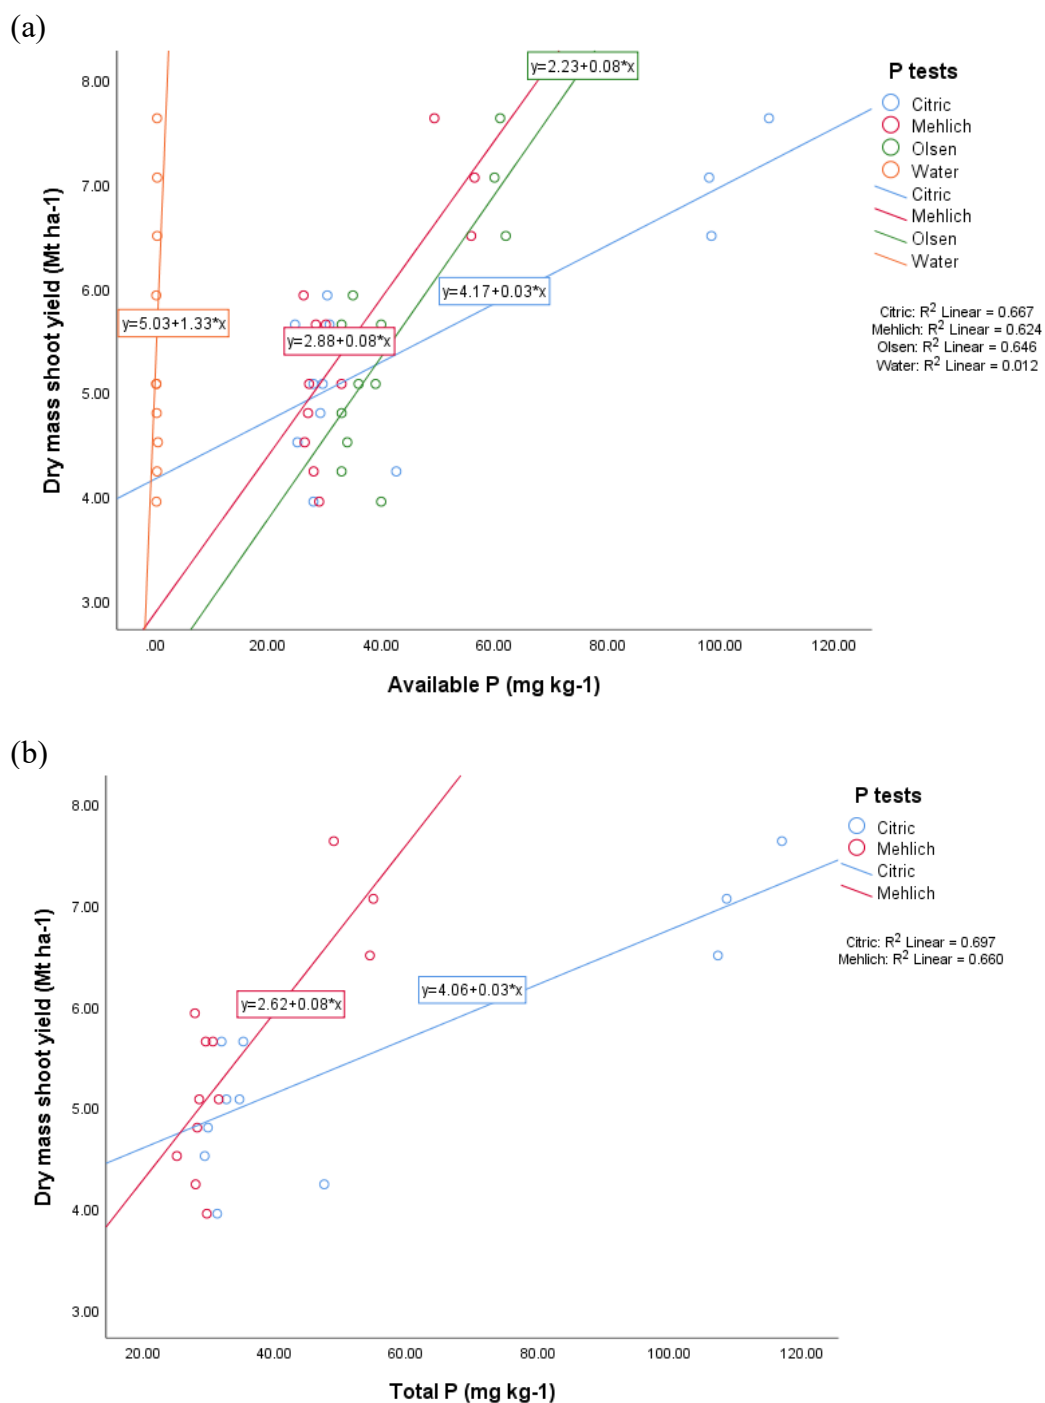 (a)
y=2.23+0.08*x
8.00
7.00
6.00
5.00
4.00
3.00
Dry mass shoot yield (Mt ha-1)
y=4.17+0.03*x
y=5.03+1.33*x
y=2.88+0.08*x
.00 20.00 40.00 60.00 80.00 100.00 120.00
Available P (mg kg-1)
P tests
Citric
Mehlich
Olsen
Water
Citric
Mehlich
Olsen
Water
Citric: R² Linear = 0.667
Mehlich: R² Linear = 0.624
Olsen: R² Linear = 0.646
Water: R² Linear = 0.012
(b)
8.00
7.00
6.00
5.00
4.00
3.00
Dry mass shoot yield (Mt ha-1)
y=4.06+0.03*x
y=2.62+0.08*x
20.00 40.00 60.00 80.00 100.00 120.00
Total P (mg kg-1)
P tests
Citric
Mehlich
Citric
Mehlich
Citric: R² Linear = 0.697
Mehlich: R² Linear = 0.660